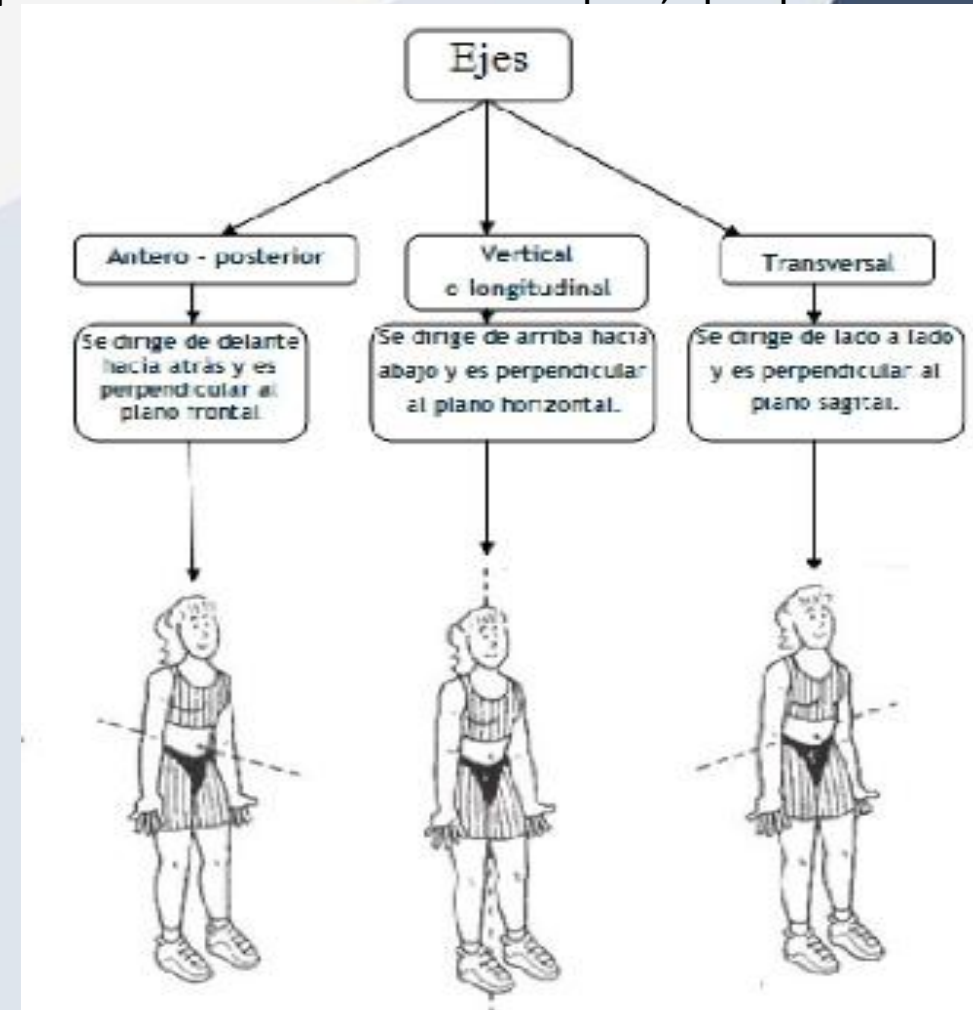 Ejes
Antero - posterior
Vertical
o longitudinal
Transversal
Se dirige de delante
hacia atrás y es
perpendicular al
plano frontal
Se dirige de arriba hacia
abajo y es perpendicular
al plano horizontal.
Se dirige de lado a lado
y es perpendicular al
plano sagital.